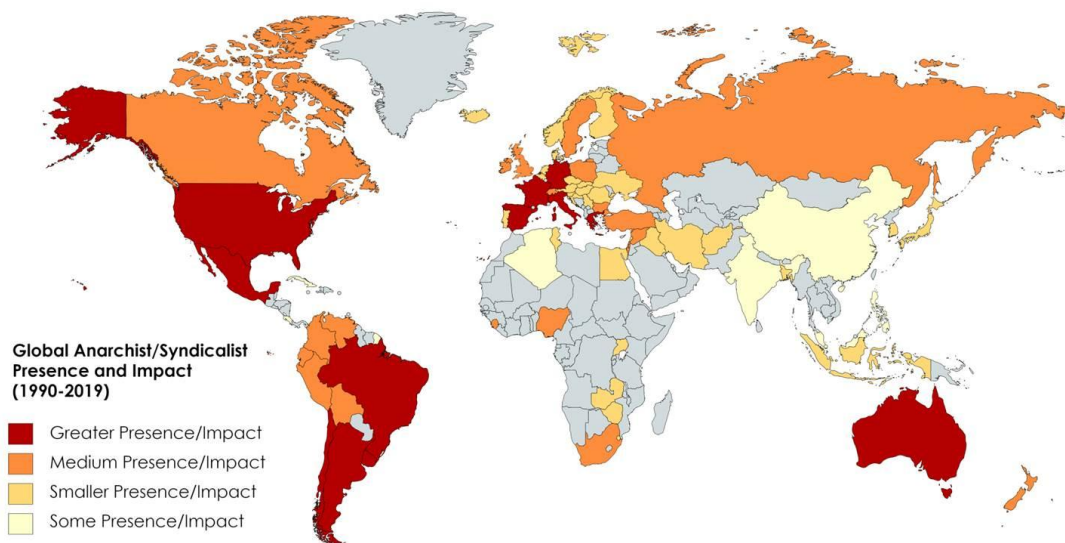 Global Anarchist/Syndicalist
Presence and Impact
(1990-2019)
Greater Presence/Impact
Medium Presence/Impact
Smaller Presence/Impact
Some Presence/Impact